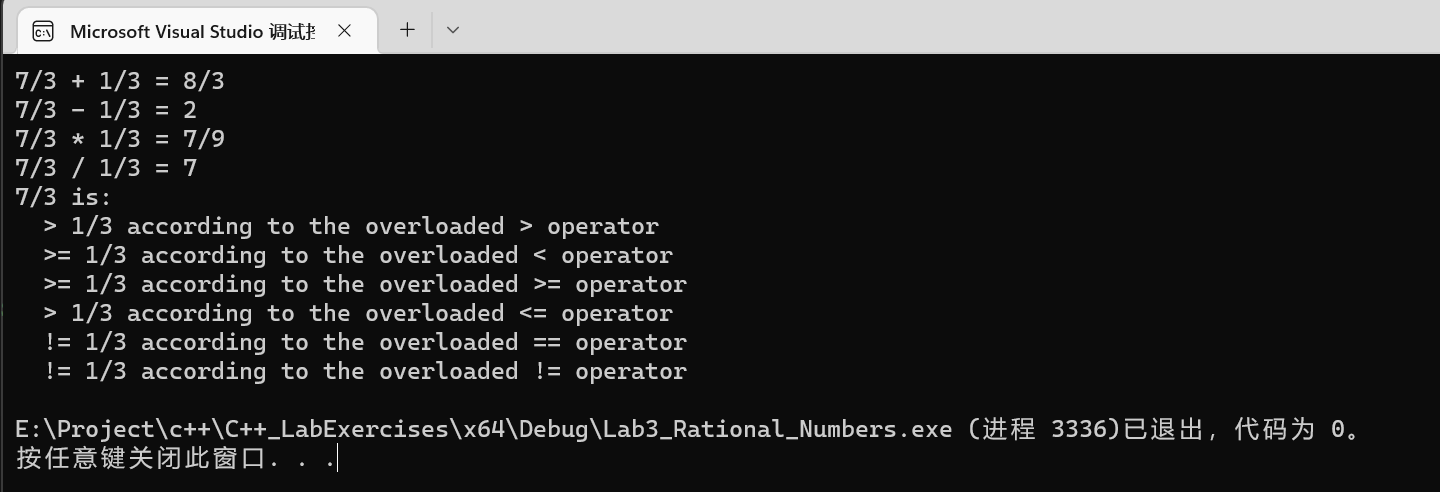 Microsoft Visual Studio 调试
7/3 + 1/3 = 8/3
7/3 - 1/3 = 2
7/3 * 1/3 = 7/9
7/3 / 1/3 = 7
7/3 is:
  > 1/3 according to the overloaded > operator
  >= 1/3 according to the overloaded < operator
  >= 1/3 according to the overloaded >= operator
  > 1/3 according to the overloaded <= operator
  != 1/3 according to the overloaded == operator
  != 1/3 according to the overloaded != operator
E:\Project\c++\C++_LabExercises\x64\Debug\Lab3_Rational_Numbers.exe (进程 3336)已退出，代码为 0。
按任意键关闭此窗口. . .